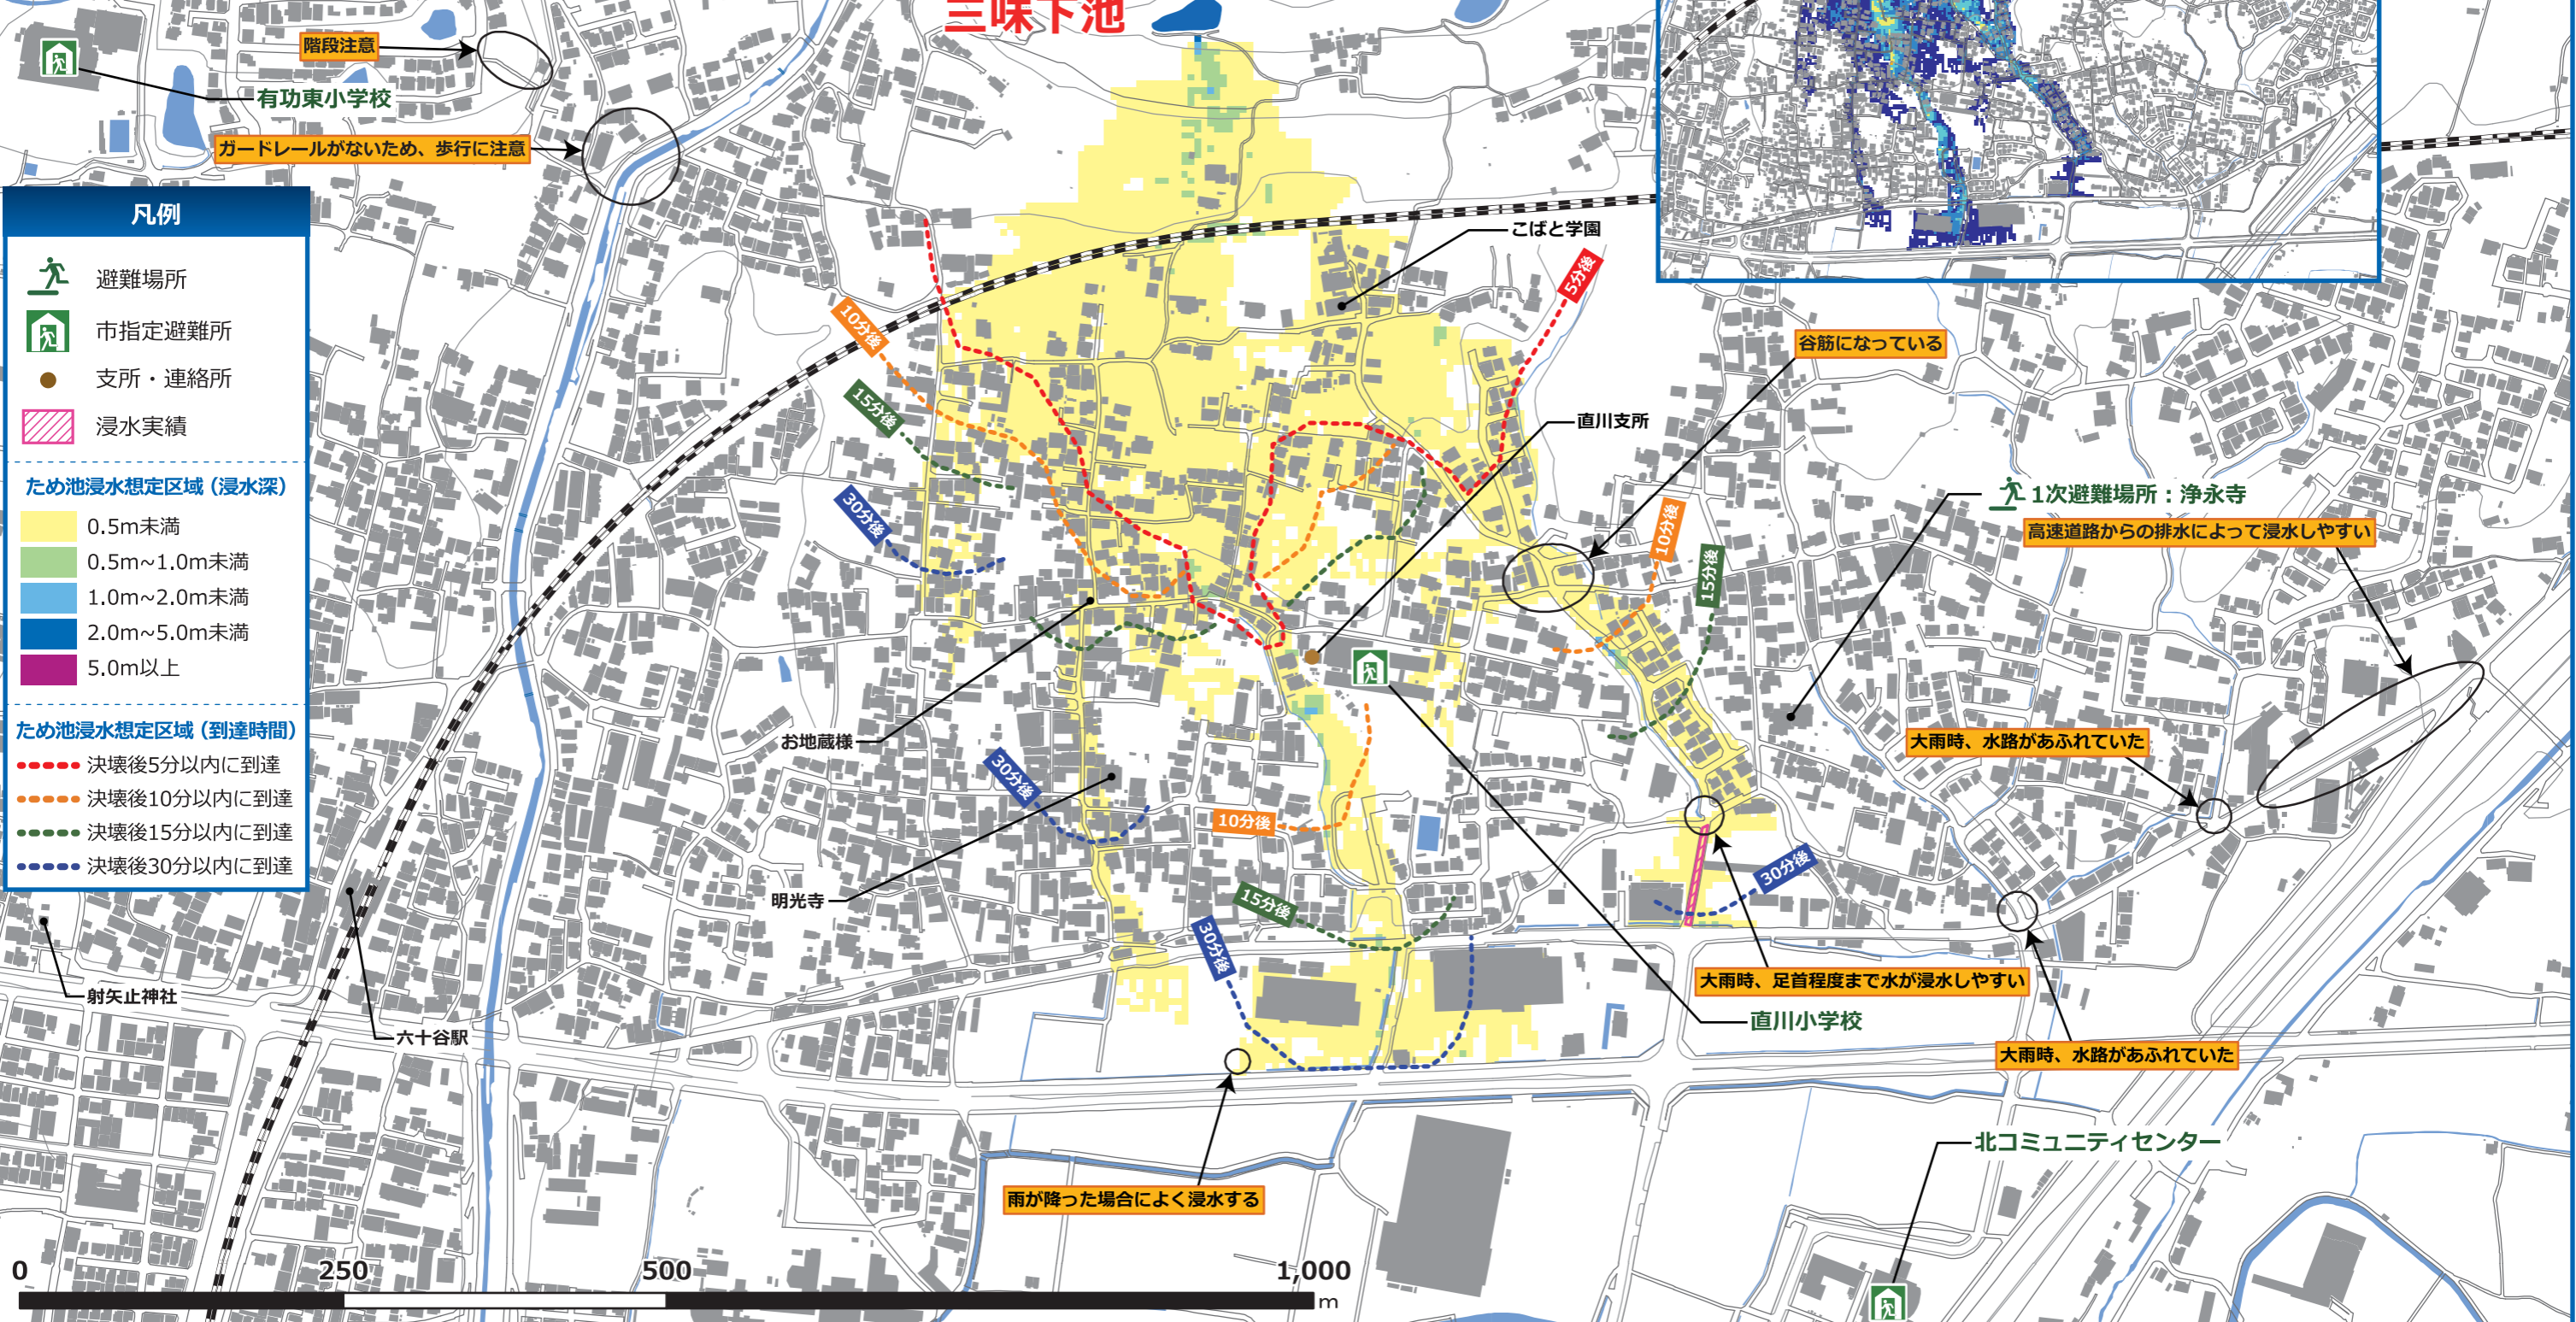 三味下池
階段注意
有功東小学校
ガードレールがないため、歩行に注意
こばと学園
5分後
10分後
15分後
30分後
谷筋になっている
直川支所
10分後
15分後
1次避難場所：浄永寺
高速道路からの排水によって浸水しやすい
凡例
避難場所
市指定避難所
支所・連絡所
浸水実績
ため池浸水想定区域（浸水深）
0.5m未満
0.5m~1.0m未満
1.0m~2.0m未満
2.0m~5.0m未満
5.0m以上
ため池浸水想定区域（到達時間）
決壊後5分以内に到達
決壊後10分以内に到達
決壊後15分以内に到達
決壊後30分以内に到達
お地蔵様
30分後
10分後
明光寺
15分後
30分後
大雨時、水路があふれていた
30分後
大雨時、足首程度まで水が浸水しやすい
直川小学校
大雨時、水路があふれていた
射矢止神社
六十谷駅
雨が降った場合によく浸水する
北コミュニティセンター
0
250
500
1,000
m